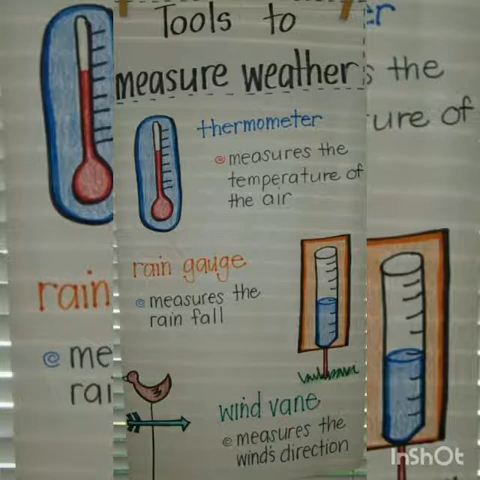 Tools to
measure weather
thermometer
measures the
temperature of
the air
rain gauge
measures the
rain fall
wind vane
measures the
wind's direction
er
s the
ure of
rain
me
rai
InShOt